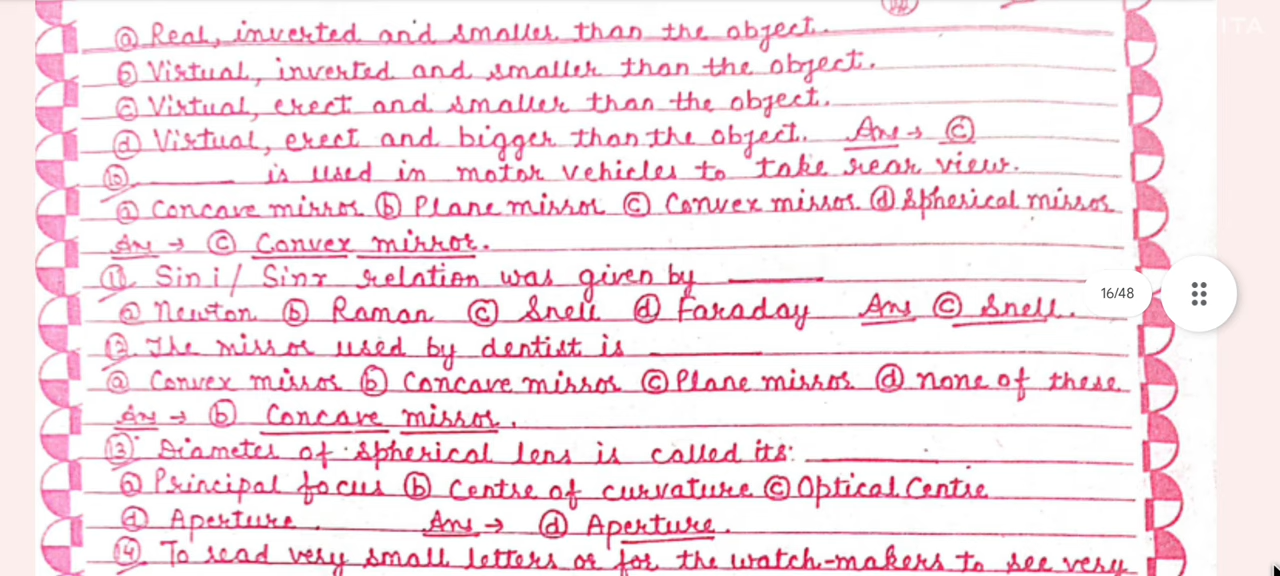 ITA
ⓐ Real, inverted and smaller than the object.
ⓑ Virtual, inverted and smaller than the object.
ⓒ Virtual, erect and smaller than the object.
ⓓ Virtual, erect and bigger than the object. Ans → ⓒ
⑩ ______ is used in motor vehicles to take rear view.
ⓐ Concave mirror ⓑ Plane mirror ⓒ Convex mirror ⓓ Spherical mirror
Ans → ⓒ Convex mirror.
⑪ Sin i / Sin r relation was given by ______
ⓐ Newton ⓑ Raman ⓒ Snell ⓓ Faraday Ans ⓒ Snell.
16/48
⑫ The mirror used by dentist is ______
ⓐ Convex mirror ⓑ Concave mirror ⓒ Plane mirror ⓓ none of these
Ans → ⓑ Concave mirror.
⑬ Diameter of spherical lens is called its: ______
ⓐ Principal focus ⓑ Centre of curvature ⓒ Optical Centre
ⓓ Aperture. Ans → ⓓ Aperture.
⑭ To read very small letters or for the watch-makers to see very